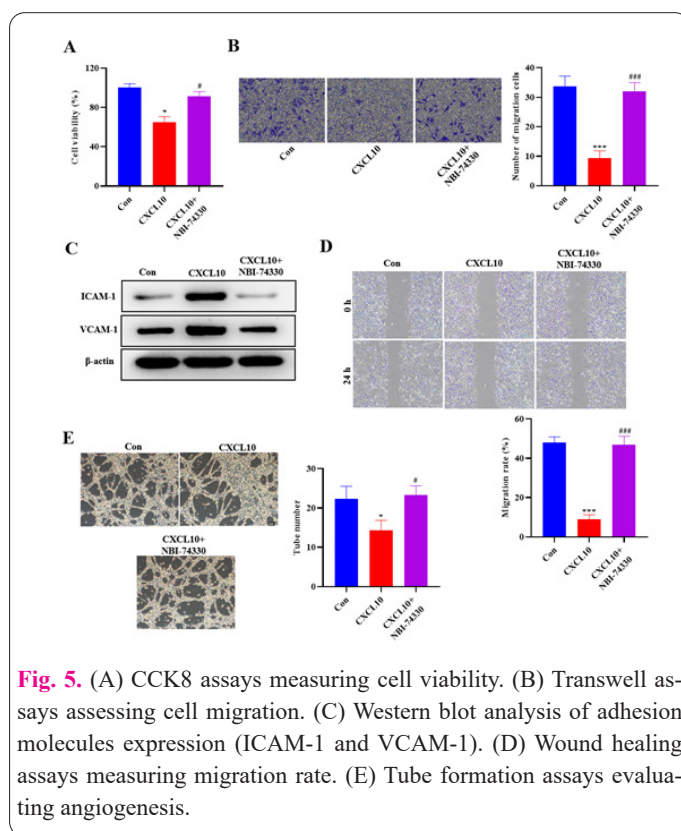 A
Cell viability (%)
120
80
40
0
*
#
Con
CXCL10
CXCL10+
NBI-74330
B
Con
CXCL10
CXCL10+
NBI-74330
Number of migration cells
40
30
20
10
0
***
###
Con
CXCL10
CXCL10+
NBI-74330
C
Con
CXCL10
CXCL10+
NBI-74330
ICAM-1
VCAM-1
β-actin
D
Con
CXCL10
CXCL10+
NBI-74330
0 h
24 h
Migration rate (%)
60
40
20
0
***
###
Con
CXCL10
CXCL10+
NBI-74330
E
Con
CXCL10
CXCL10+
NBI-74330
Tube number
30
20
10
0
*
#
Con
CXCL10
CXCL10+
NBI-74330
Fig. 5. (A) CCK8 assays measuring cell viability. (B) Transwell as-
says assessing cell migration. (C) Western blot analysis of adhesion
molecules expression (ICAM-1 and VCAM-1). (D) Wound healing
assays measuring migration rate. (E) Tube formation assays evalua-
ting angiogenesis.